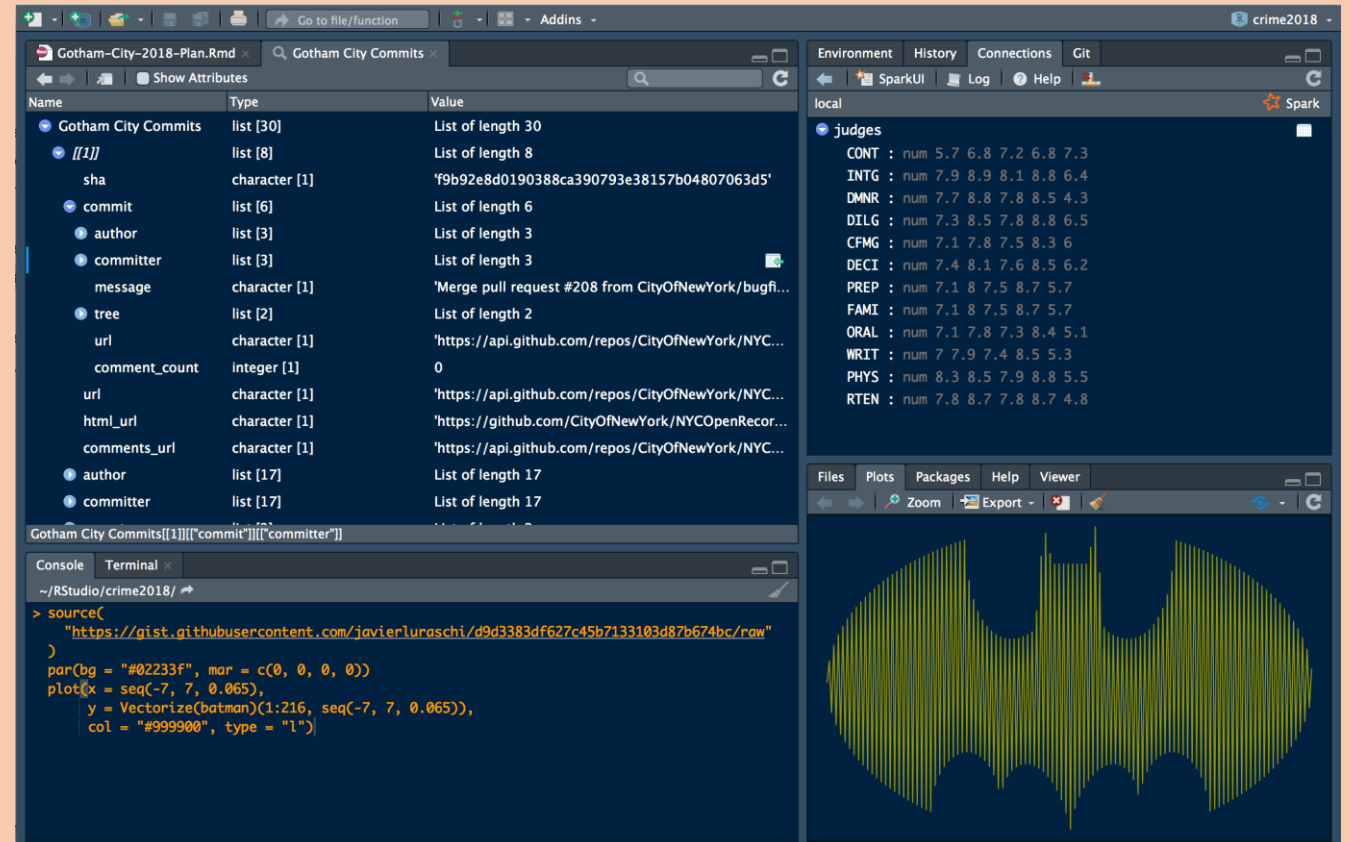 Go to file/function
Addins
crime2018
Gotham-City-2018-Plan.Rmd
Gotham City Commits
Show Attributes
Name Type Value
Gotham City Commits list [30] List of length 30
[[1]] list [8] List of length 8
sha character [1] 'f9b92e8d0190388ca390793e38157b04807063d5'
commit list [6] List of length 6
author list [3] List of length 3
committer list [3] List of length 3
message character [1] 'Merge pull request #208 from CityOfNewYork/bugfi...
tree list [2] List of length 2
url character [1] 'https://api.github.com/repos/CityOfNewYork/NYC...
comment_count integer [1] 0
url character [1] 'https://api.github.com/repos/CityOfNewYork/NYC...
html_url character [1] 'https://github.com/CityOfNewYork/NYCOpenRecor...
comments_url character [1] 'https://api.github.com/repos/CityOfNewYork/NYC...
author list [17] List of length 17
committer list [17] List of length 17
Gotham City Commits[[1]][["commit"]][["committer"]]
Console Terminal
~/RStudio/crime2018/
> source(
"https://gist.githubusercontent.com/javierluraschi/d9d3383df627c45b7133103d87b674bc/raw"
)
par(bg = "#02233f", mar = c(0, 0, 0, 0))
plot(x = seq(-7, 7, 0.065),
y = Vectorize(batman)(1:216, seq(-7, 7, 0.065)),
col = "#999900", type = "l")
Environment History Connections Git
SparkUI Log Help
local Spark
judges
CONT : num 5.7 6.8 7.2 6.8 7.3
INTG : num 7.9 8.9 8.1 8.8 6.4
DMNR : num 7.7 8.8 7.8 8.5 4.3
DILG : num 7.3 8.5 7.8 8.8 6.5
CFMG : num 7.1 7.8 7.5 8.3 6
DECI : num 7.4 8.1 7.6 8.5 6.2
PREP : num 7.1 8 7.5 8.7 5.7
FAMI : num 7.1 8 7.5 8.7 5.7
ORAL : num 7.1 7.8 7.3 8.4 5.1
WRIT : num 7 7.9 7.4 8.5 5.3
PHYS : num 8.3 8.5 7.9 8.8 5.5
RTEN : num 7.8 8.7 7.8 8.7 4.8
Files Plots Packages Help Viewer
Zoom Export